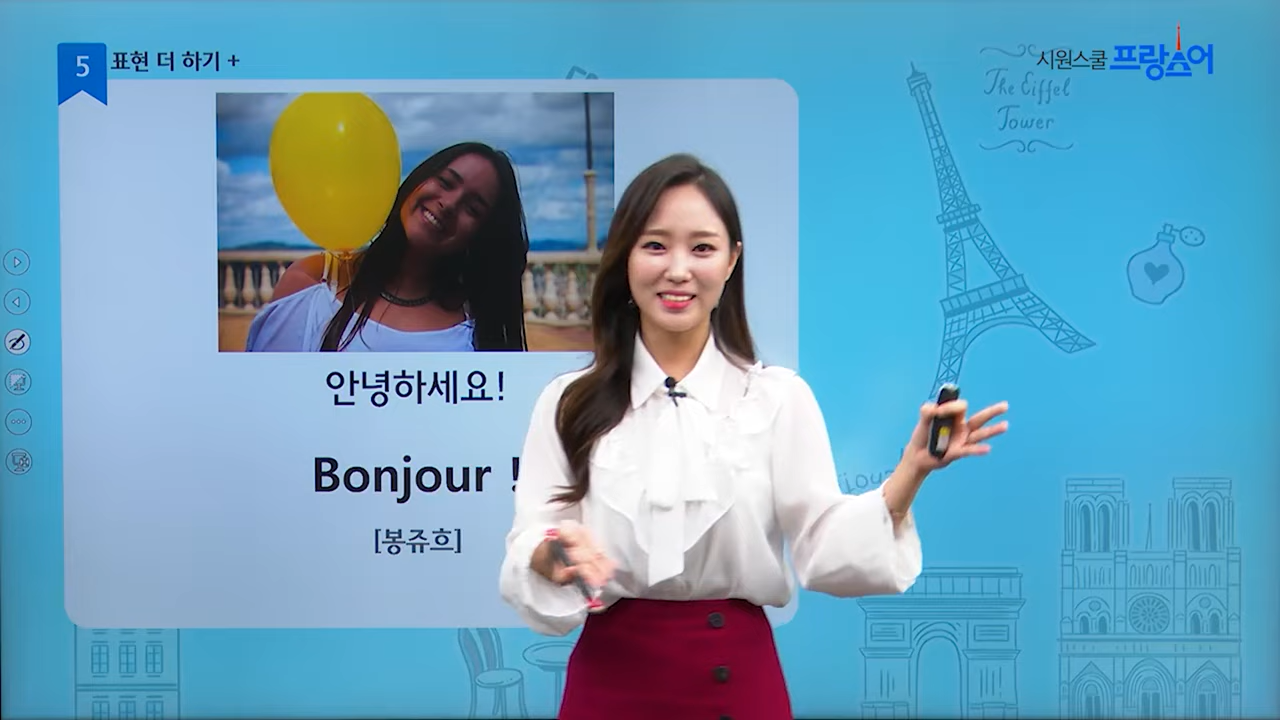 5
표현 더 하기 +
시원스쿨 프랑스어
The Eiffel
Tower
안녕하세요!
Bonjour !
[봉쥬흐]